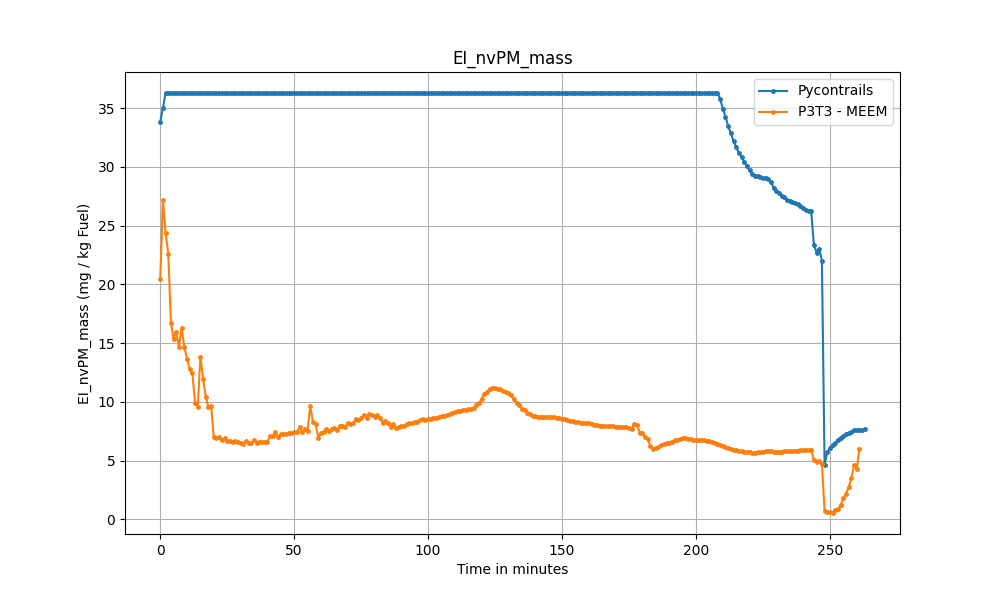 EI_nvPM_mass
Pycontrails
P3T3 - MEEM
EI_nvPM_mass (mg / kg Fuel)
35
30
25
20
15
10
5
0
0 50 100 150 200 250
Time in minutes